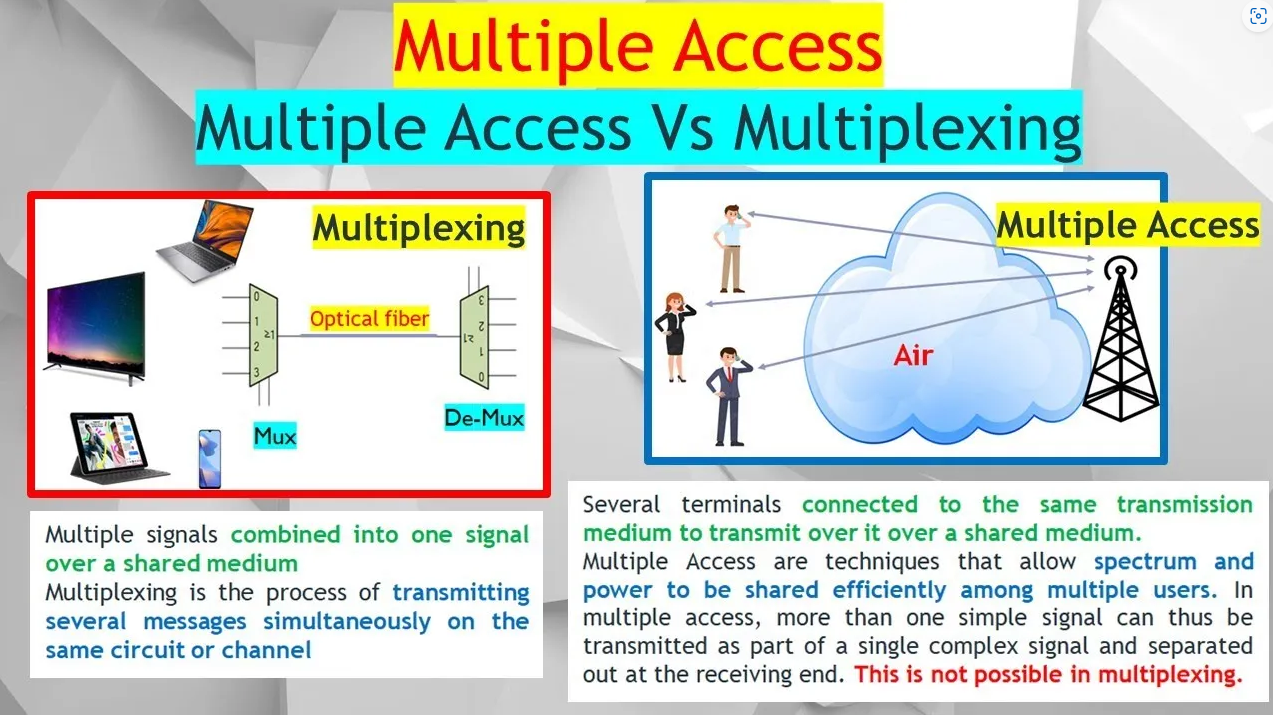 Multiple Access
Multiple Access Vs Multiplexing
Multiplexing
0
1
2
3
≥1
Optical fiber
3
2
1
0
≥1
Mux
De-Mux
Multiple signals combined into one signal
over a shared medium
Multiplexing is the process of transmitting
several messages simultaneously on the
same circuit or channel
Multiple Access
Air
Several terminals connected to the same transmission
medium to transmit over it over a shared medium.
Multiple Access are techniques that allow spectrum and
power to be shared efficiently among multiple users. In
multiple access, more than one simple signal can thus be
transmitted as part of a single complex signal and separated
out at the receiving end. This is not possible in multiplexing.